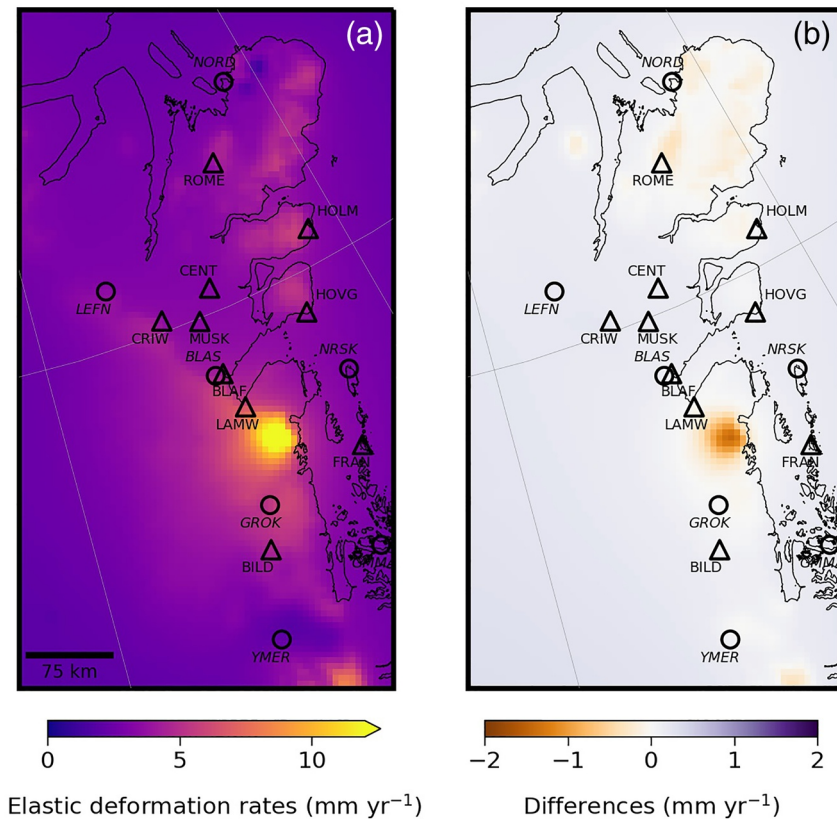 (a)
NORD
ROME
HOLM
CENT
HOVG
LEFN
CRIW
MUSK
BLAS
NRSK
BLAF
LAMW
FRAN
GROK
BILD
YMER
75 km
0 5 10
Elastic deformation rates (mm yr⁻¹)
(b)
NORD
ROME
HOLM
CENT
HOVG
LEFN
CRIW
MUSK
BLAS
NRSK
BLAF
LAMW
FRAN
GROK
BILD
YMER
−2 −1 0 1 2
Differences (mm yr⁻¹)